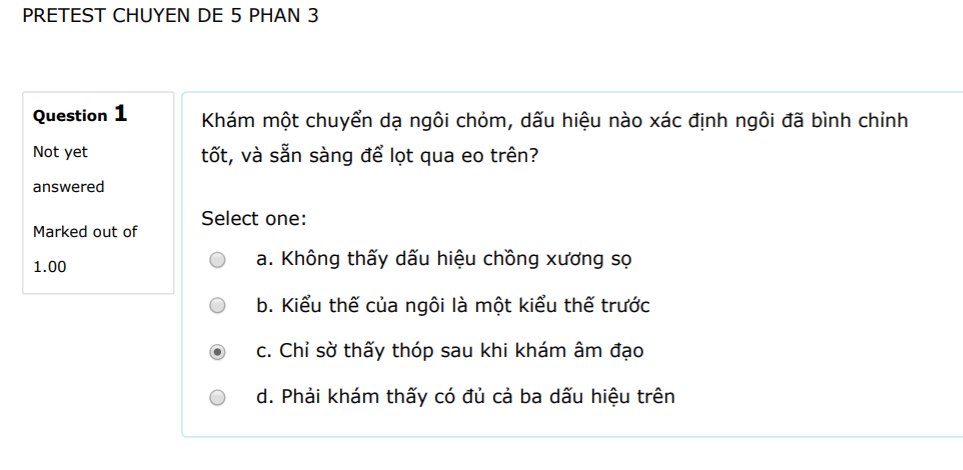 PRETEST CHUYEN DE 5 PHAN 3
Question 1
Not yet
answered
Marked out of
1.00
Khám một chuyển dạ ngôi chỏm, dấu hiệu nào xác định ngôi đã bình chỉnh
tốt, và sẵn sàng để lọt qua eo trên?
Select one:
a. Không thấy dấu hiệu chồng xương sọ
b. Kiểu thế của ngôi là một kiểu thế trước
c. Chỉ sờ thấy thóp sau khi khám âm đạo
d. Phải khám thấy có đủ cả ba dấu hiệu trên